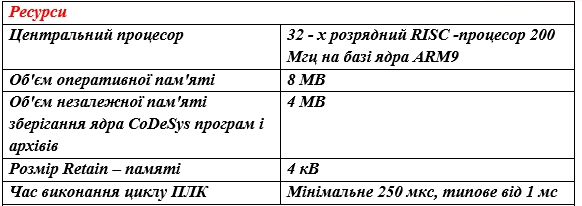 Ресурси
Центральний процесор
32 - х розрядний RISC -процесор 200
Мгц на базі ядра ARM9
Об'єм оперативної пам'яті
8 MB
Об'єм незалежної пам'яті
зберігання ядра CoDeSys програм і
архівів
4 MB
Розмір Retain – памяті
4 кВ
Час виконання циклу ПЛК
Мінімальне 250 мкс, типове від 1 мс